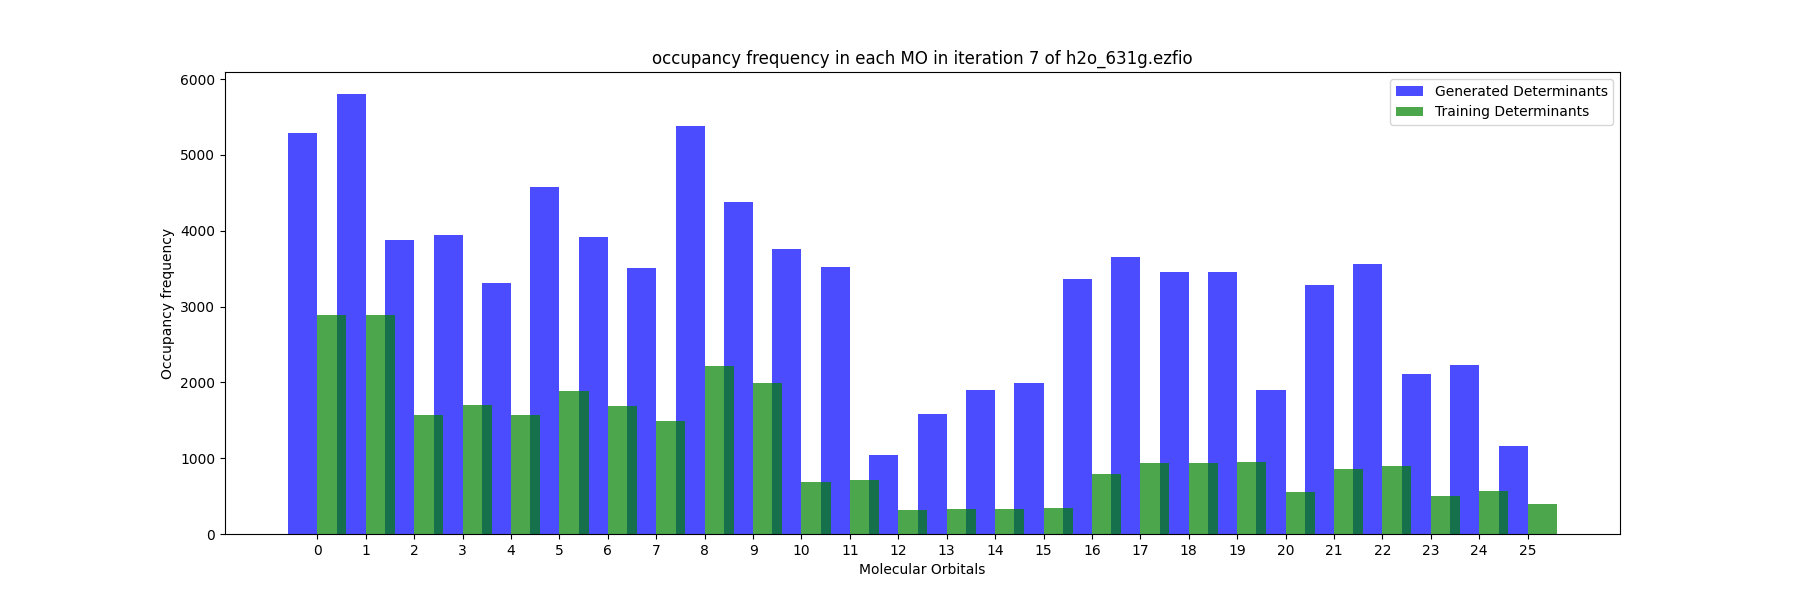 occupancy frequency in each MO in iteration 7 of h2o_631g.ezfio
Generated Determinants
Training Determinants
Occupancy frequency
6000
5000
4000
3000
2000
1000
0
0 1 2 3 4 5 6 7 8 9 10 11 12 13 14 15 16 17 18 19 20 21 22 23 24 25
Molecular Orbitals